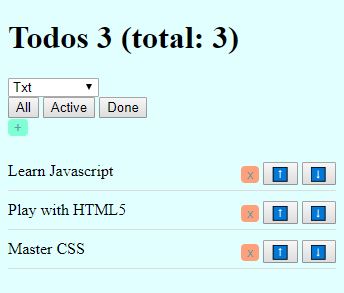 Todos 3 (total: 3)
Txt ▼
All Active Done
+
Learn Javascript x ↑ ↓
Play with HTML5 x ↑ ↓
Master CSS x ↑ ↓